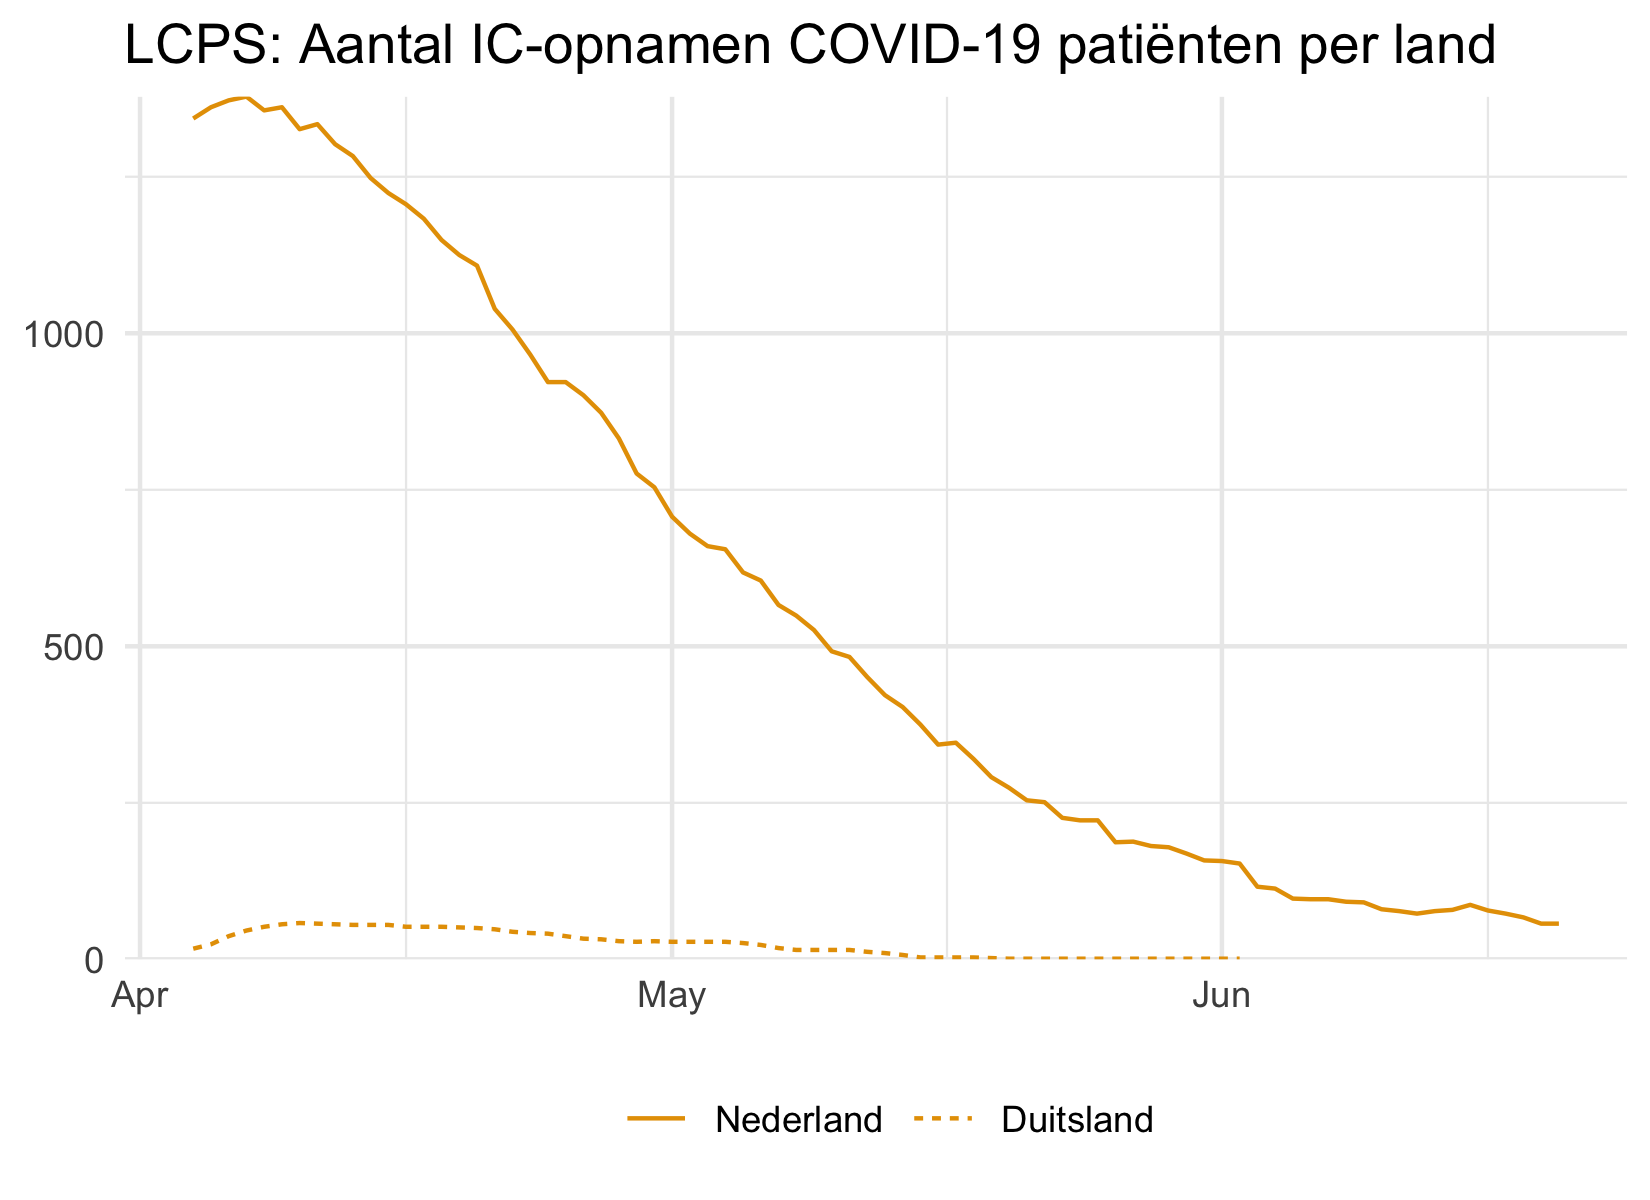 LCPS: Aantal IC-opnamen COVID-19 patiënten per land
1000
500
0
Apr May Jun
Nederland Duitsland